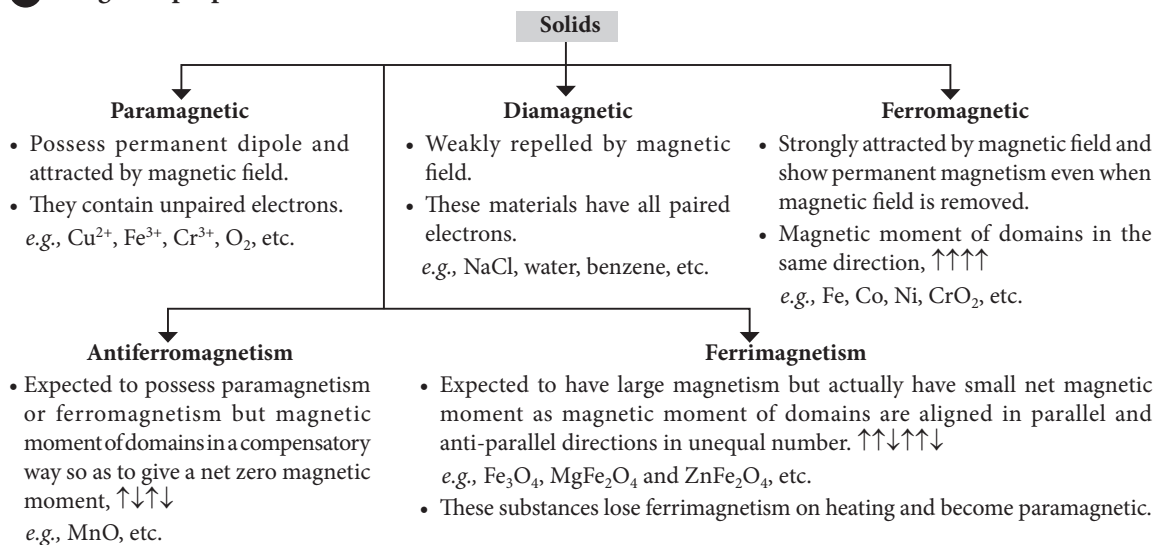 Solids
Paramagnetic
• Possess permanent dipole and
attracted by magnetic field.
• They contain unpaired electrons.
e.g., Cu²⁺, Fe³⁺, Cr³⁺, O₂, etc.
Diamagnetic
• Weakly repelled by magnetic
field.
• These materials have all paired
electrons.
e.g., NaCl, water, benzene, etc.
Ferromagnetic
• Strongly attracted by magnetic field and
show permanent magnetism even when
magnetic field is removed.
• Magnetic moment of domains in the
same direction, ↑↑↑↑
e.g., Fe, Co, Ni, CrO₂, etc.
Antiferromagnetism
• Expected to possess paramagnetism
or ferromagnetism but magnetic
moment of domains in a compensatory
way so as to give a net zero magnetic
moment, ↑↓↑↓
e.g., MnO, etc.
Ferrimagnetism
• Expected to have large magnetism but actually have small net magnetic
moment as magnetic moment of domains are aligned in parallel and
anti-parallel directions in unequal number. ↑↑↓↑↑↓
e.g., Fe₃O₄, MgFe₂O₄ and ZnFe₂O₄, etc.
• These substances lose ferrimagnetism on heating and become paramagnetic.